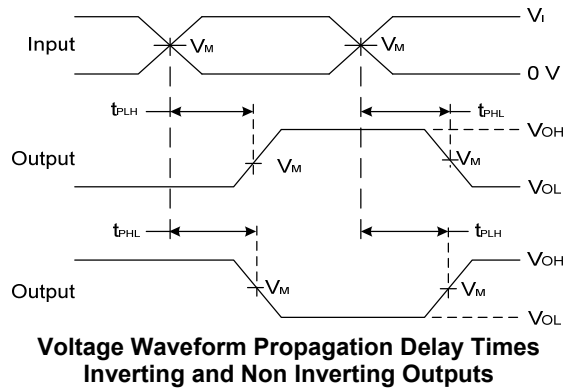 VI
Input
VM
VM
0 V
tPLH
tPHL
VOH
Output
VM
VM
VOL
tPHL
tPLH
VOH
Output
VM
VM
VOL
Voltage Waveform Propagation Delay Times
Inverting and Non Inverting Outputs